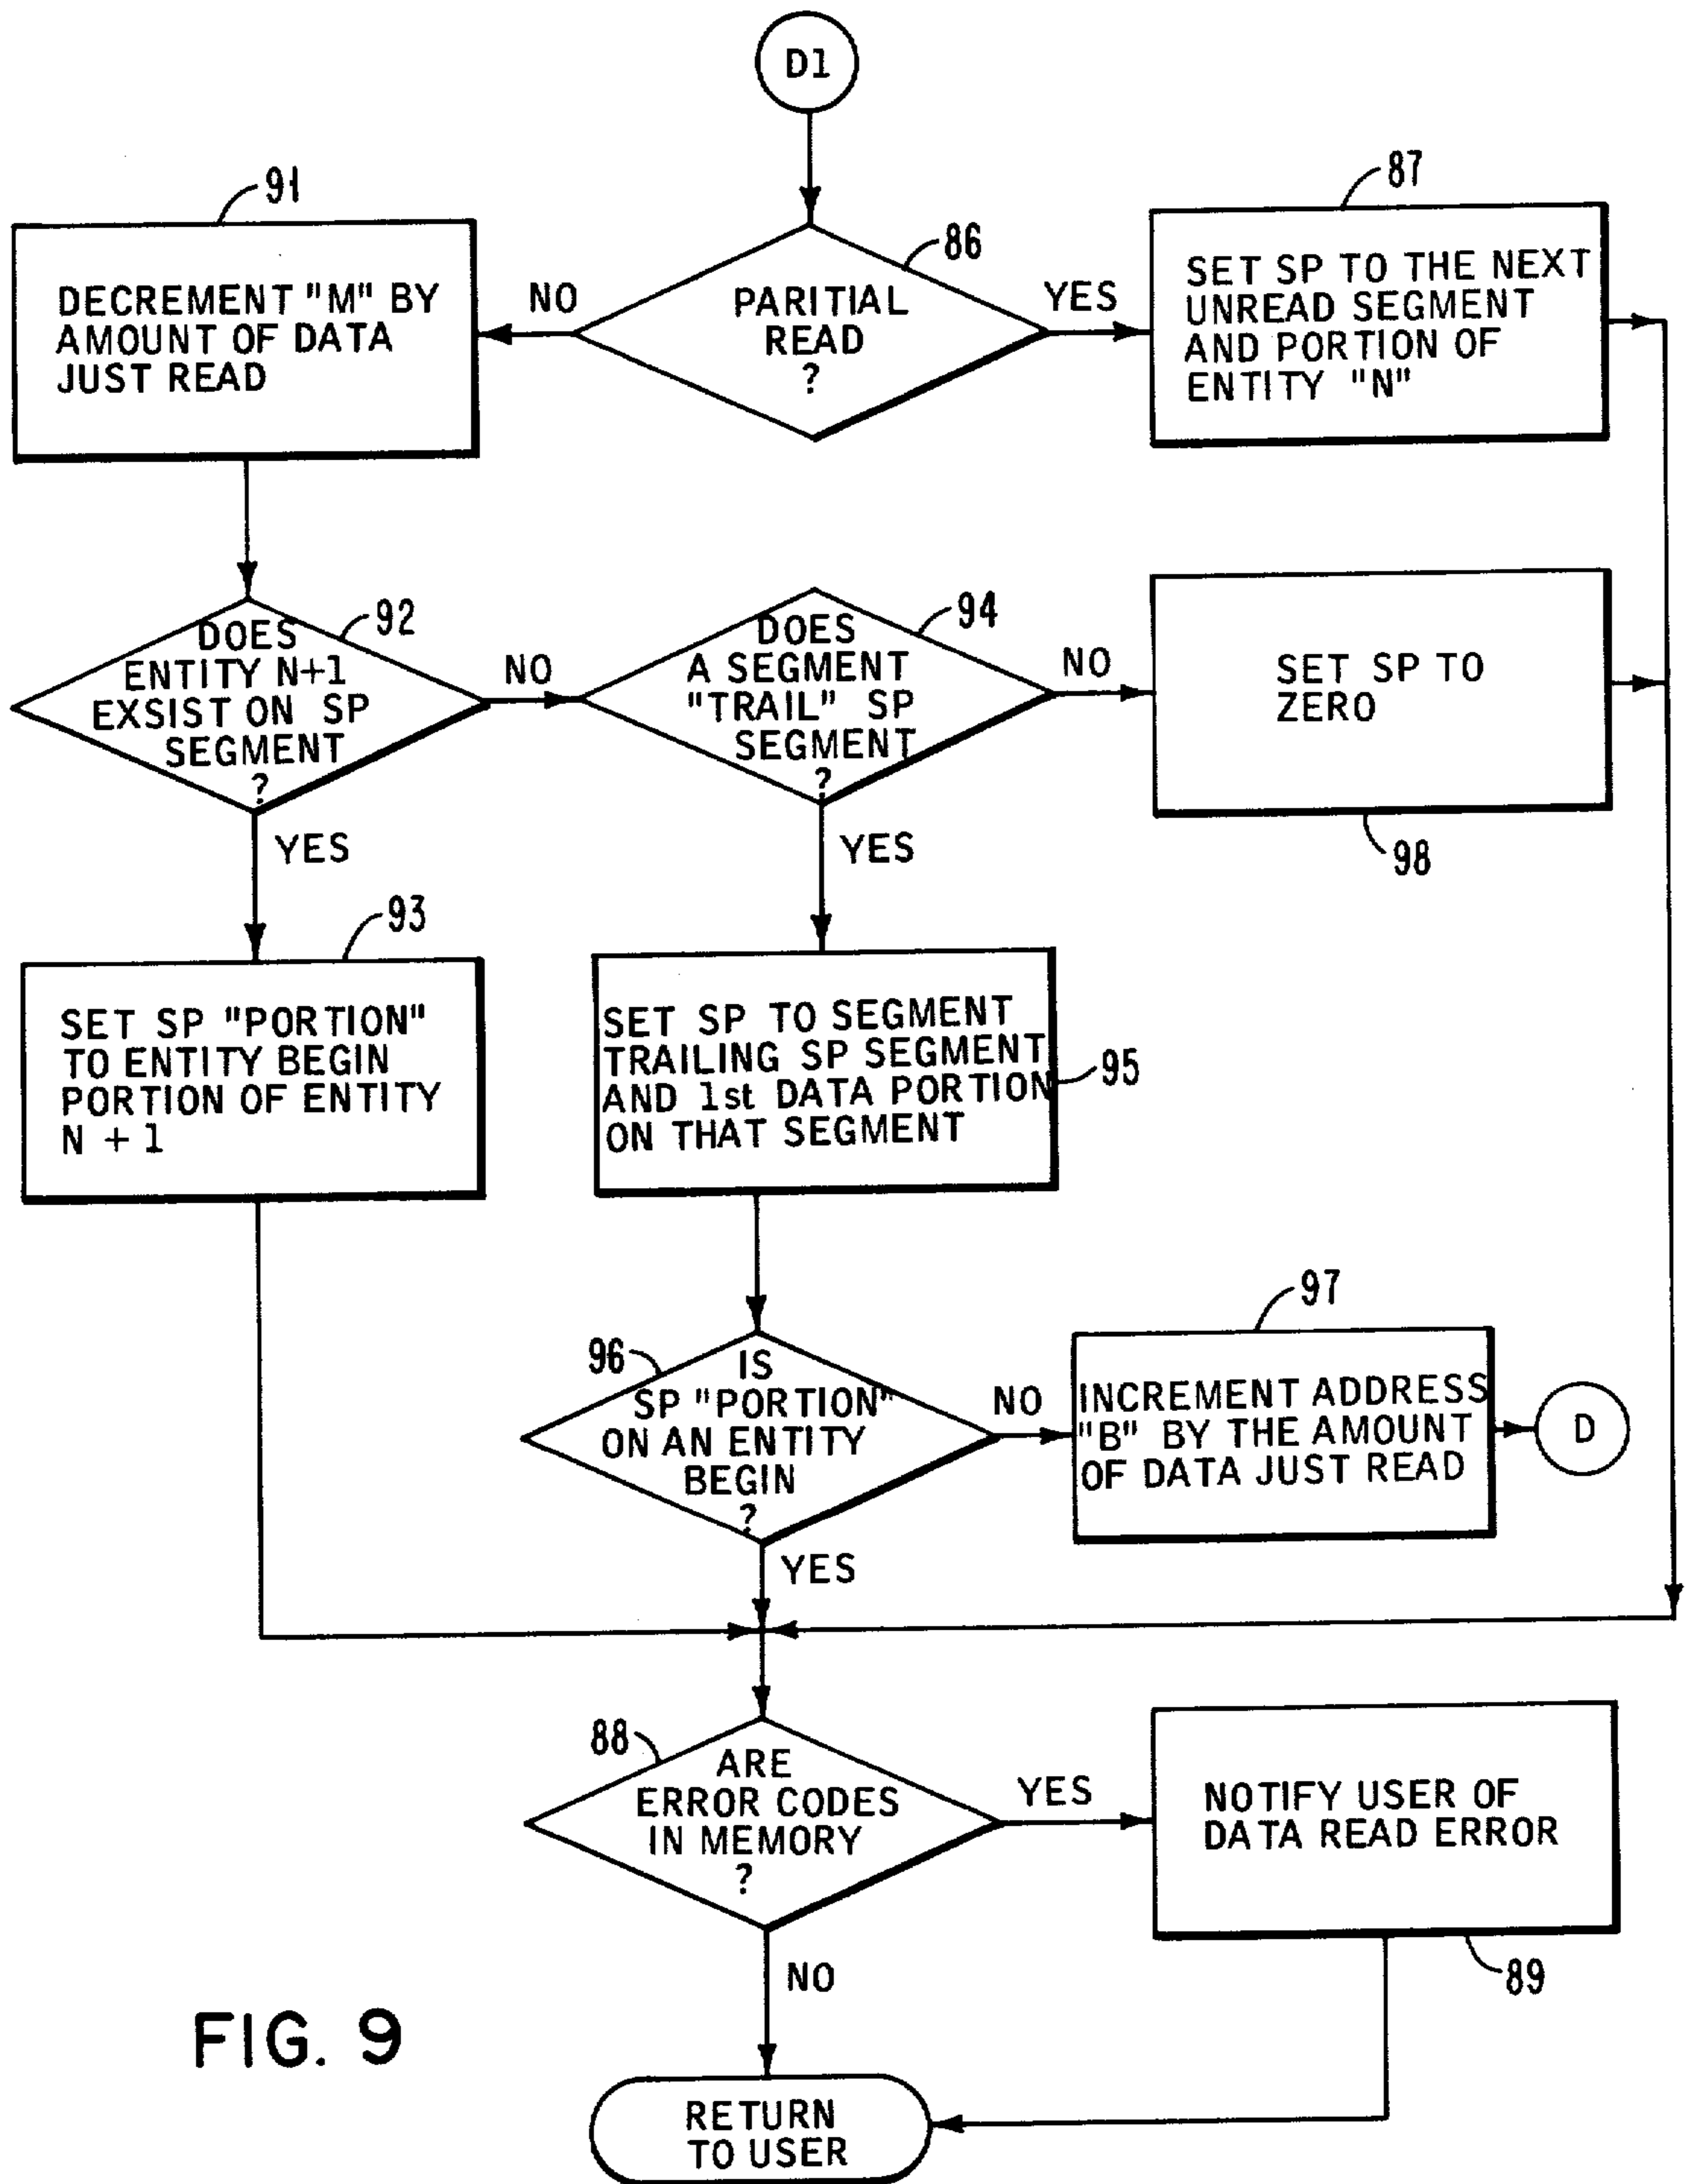 D1
91
DECREMENT "M" BY
AMOUNT OF DATA
JUST READ
NO
86
PARITIAL
READ
?
YES
87
SET SP TO THE NEXT
UNREAD SEGMENT
AND PORTION OF
ENTITY "N"
92
DOES
ENTITY N+1
EXSIST ON SP
SEGMENT
?
NO
94
DOES
A SEGMENT
"TRAIL" SP
SEGMENT
?
NO
SET SP TO
ZERO
98
YES
YES
93
SET SP "PORTION"
TO ENTITY BEGIN
PORTION OF ENTITY
N + 1
SET SP TO SEGMENT
TRAILING SP SEGMENT
AND 1st DATA PORTION
ON THAT SEGMENT
95
96
IS
SP "PORTION"
ON AN ENTITY
BEGIN
?
NO
97
INCREMENT ADDRESS
"B" BY THE AMOUNT
OF DATA JUST READ
D
YES
88
ARE
ERROR CODES
IN MEMORY
?
YES
NOTIFY USER OF
DATA READ ERROR
89
NO
RETURN
TO USER
FIG. 9